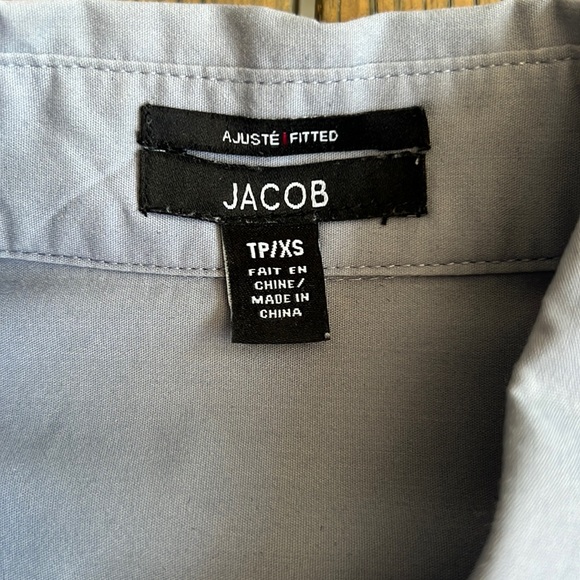 AJUSTÉ | FITTED
JACOB
TP/XS
FAIT EN
CHINE/
MADE IN
CHINA